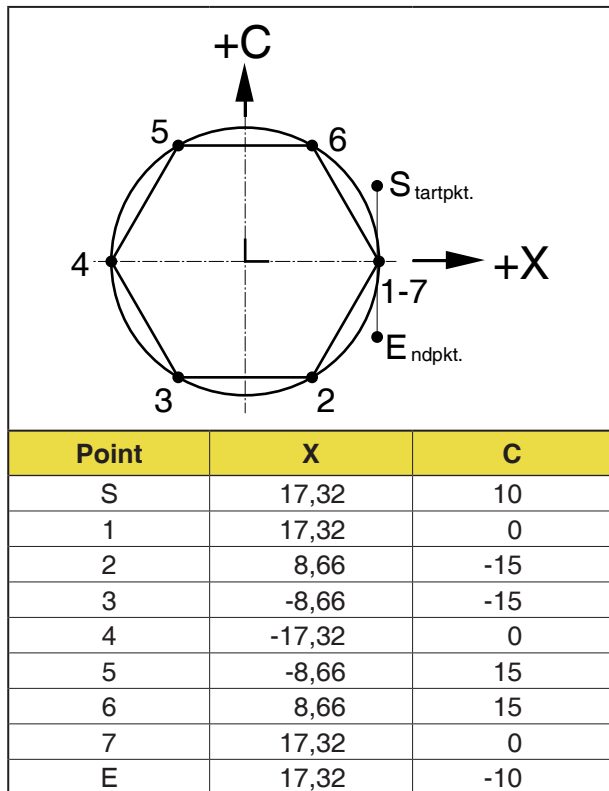 +C
5 6
S tartpkt.
4 +X
1-7
E ndpkt.
3 2
Point X C
S 17,32 10
1 17,32 0
2 8,66 -15
3 -8,66 -15
4 -17,32 0
5 -8,66 15
6 8,66 15
7 17,32 0
E 17,32 -10